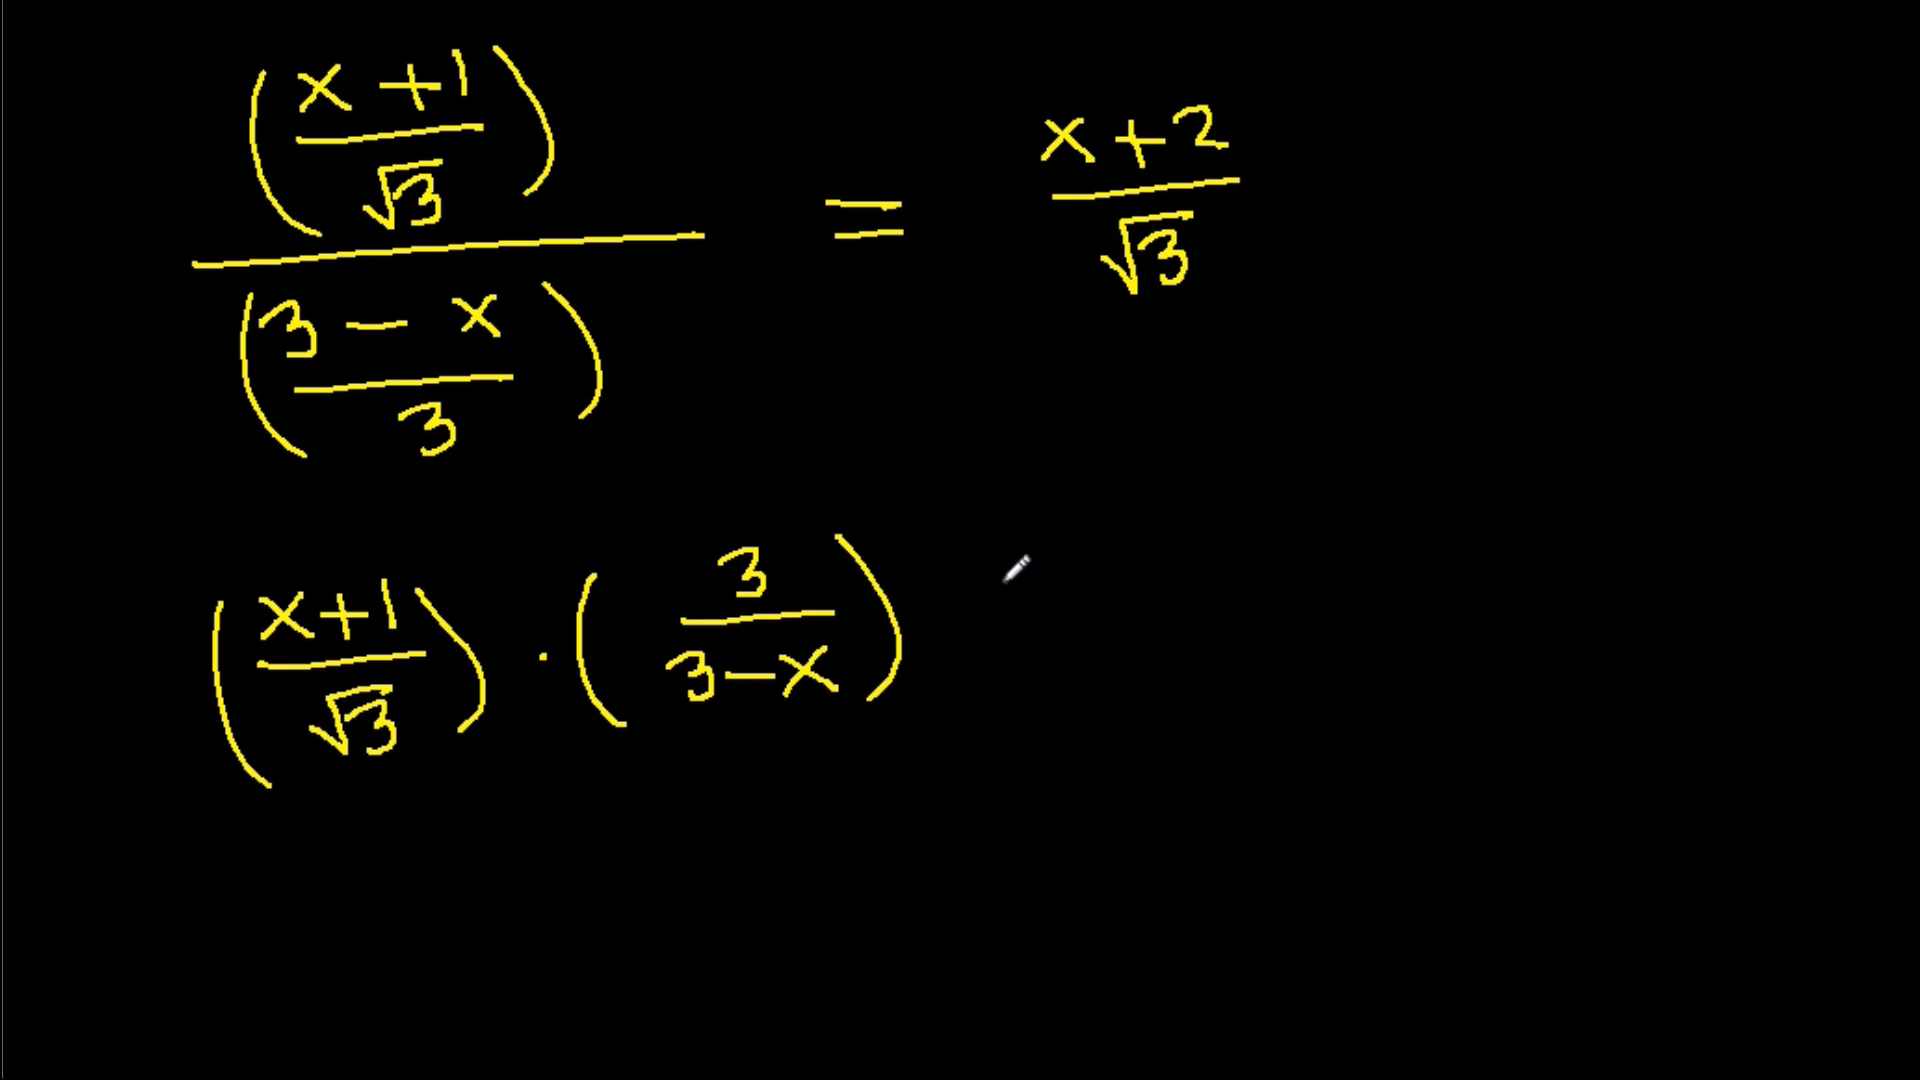 (x + 1 / √3) / (3 - x / 3) = x + 2 / √3
(x + 1 / √3) · (3 / 3 - x)